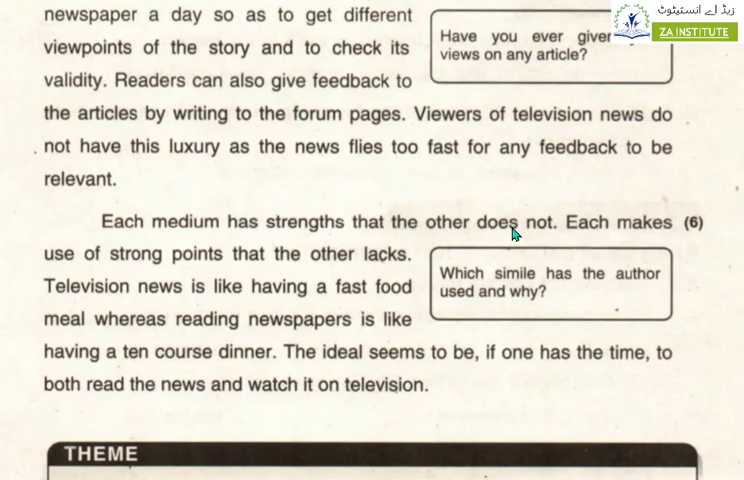 newspaper a day so as to get different
viewpoints of the story and to check its
validity. Readers can also give feedback to
the articles by writing to the forum pages. Viewers of television news do
not have this luxury as the news flies too fast for any feedback to be
relevant.
Have you ever given
views on any article?
زیڈ اے انسٹیٹیوٹ
ZA INSTITUTE
Each medium has strengths that the other does not. Each makes (6)
use of strong points that the other lacks.
Television news is like having a fast food
meal whereas reading newspapers is like
having a ten course dinner. The ideal seems to be, if one has the time, to
both read the news and watch it on television.
Which simile has the author
used and why?
THEME